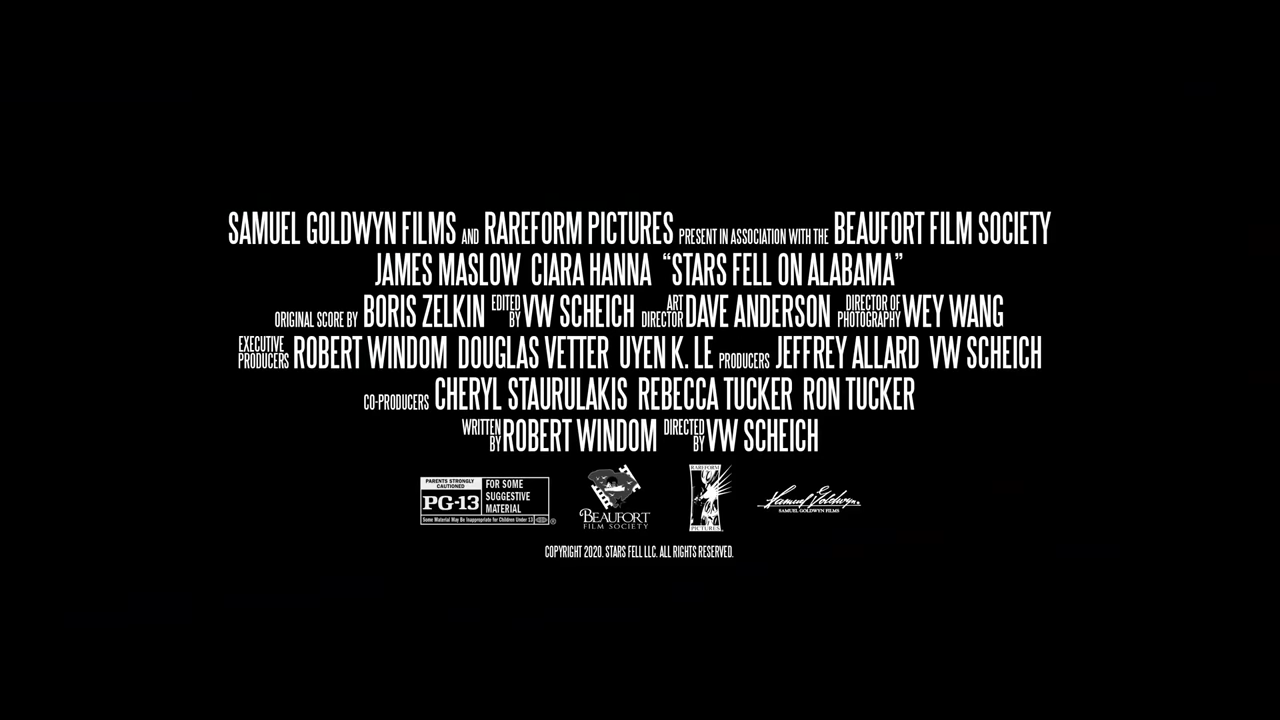 SAMUEL GOLDWYN FILMS AND RAREFORM PICTURES PRESENT IN ASSOCIATION WITH THE BEAUFORT FILM SOCIETY
JAMES MASLOW CIARA HANNA “STARS FELL ON ALABAMA”
ORIGINAL SCORE BY BORIS ZELKIN EDITED BY VW SCHEICH ART DIRECTOR DAVE ANDERSON DIRECTOR OF PHOTOGRAPHY WEY WANG
EXECUTIVE PRODUCERS ROBERT WINDOM DOUGLAS VETTER UYEN K. LE PRODUCERS JEFFREY ALLARD VW SCHEICH
CO-PRODUCERS CHERYL STAURULAKIS REBECCA TUCKER RON TUCKER
WRITTEN BY ROBERT WINDOM DIRECTED BY VW SCHEICH
PARENTS STRONGLY CAUTIONED
PG-13
FOR SOME
SUGGESTIVE
MATERIAL
Some Material May Be Inappropriate for Children Under 13
BEAUFORT
FILM SOCIETY
RAREFORM
PICTURES
Samuel Goldwyn
SAMUEL GOLDWYN FILMS
COPYRIGHT 2020. STARS FELL LLC. ALL RIGHTS RESERVED.